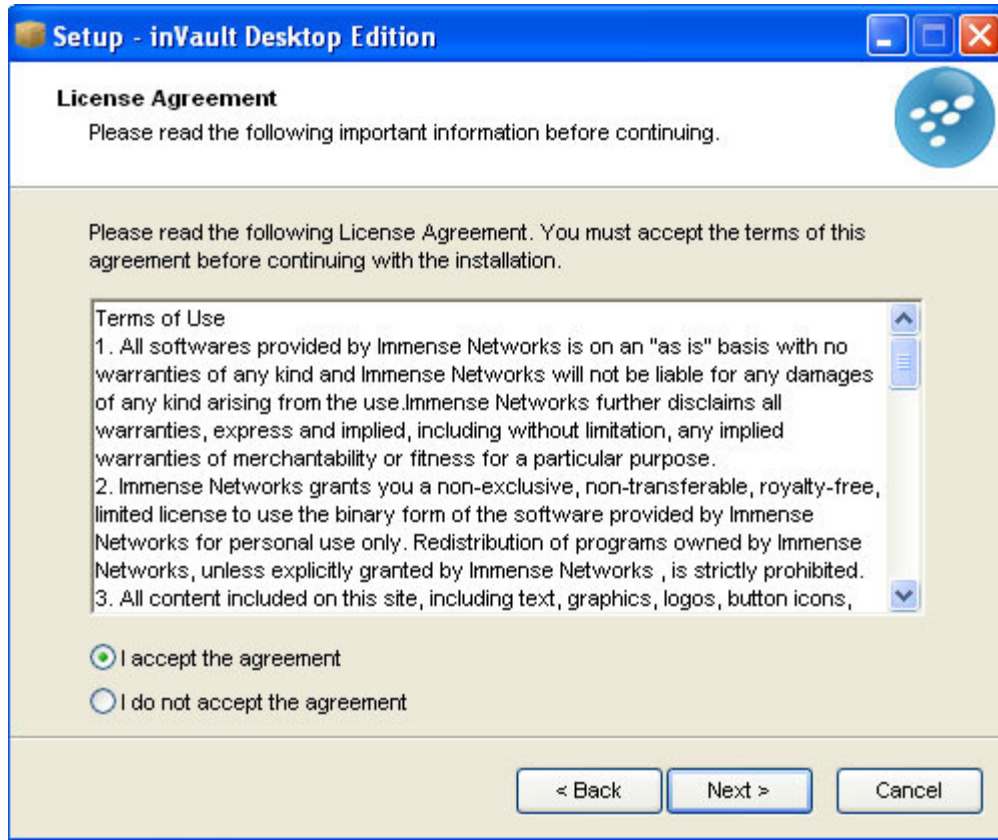 Setup - inVault Desktop Edition
License Agreement
Please read the following important information before continuing.
Please read the following License Agreement. You must accept the terms of this
agreement before continuing with the installation.
Terms of Use
1. All softwares provided by Immense Networks is on an "as is" basis with no
warranties of any kind and Immense Networks will not be liable for any damages
of any kind arising from the use.Immense Networks further disclaims all
warranties, express and implied, including without limitation, any implied
warranties of merchantability or fitness for a particular purpose.
2. Immense Networks grants you a non-exclusive, non-transferable, royalty-free,
limited license to use the binary form of the software provided by Immense
Networks for personal use only. Redistribution of programs owned by Immense
Networks, unless explicitly granted by Immense Networks , is strictly prohibited.
3. All content included on this site, including text, graphics, logos, button icons,
I accept the agreement
I do not accept the agreement
< Back Next > Cancel